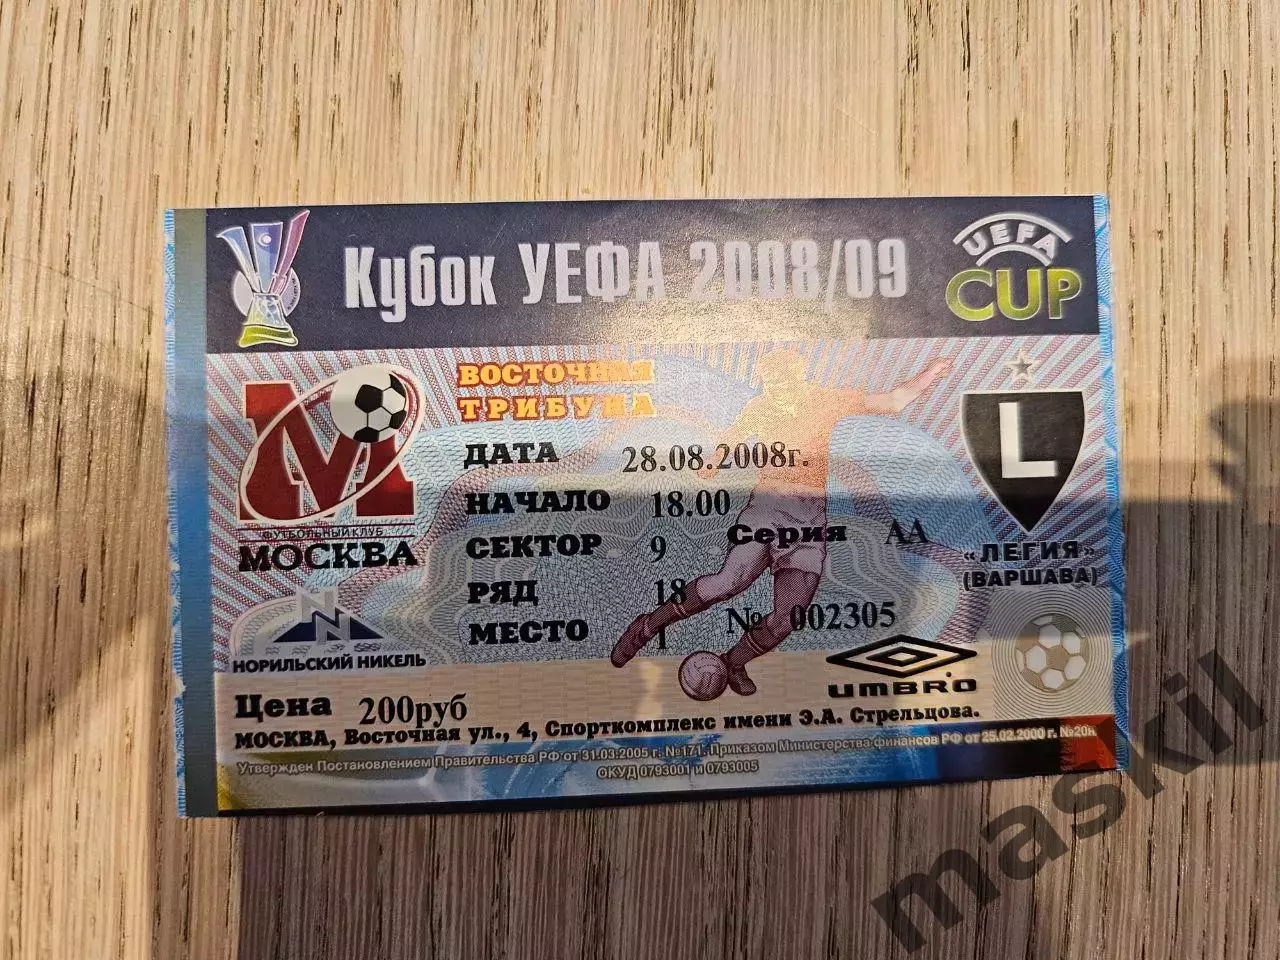 Кубок УЕФА 2008/09
UEFA
CUP
ВОСТОЧНАЯ
ТРИБУНА
ДАТА 28.08.2008г.
НАЧАЛО 18.00
СЕКТОР 9 Серия АА
РЯД 18
МЕСТО 1 № 002305
М
ФУТБОЛЬНЫЙ КЛУБ
МОСКВА
НОРИЛЬСКИЙ НИКЕЛЬ
L
«ЛЕГИЯ»
(ВАРШАВА)
umbro
Цена 200руб
МОСКВА, Восточная ул., 4, Спорткомплекс имени Э.А. Стрельцова.
Утвержден Постановлением Правительства РФ от 31.03.2005 г. №171. Приказом Министерства финансов РФ от 25.02.2000 г. №20н
ОКУД 0793001 и 0793005
maskil